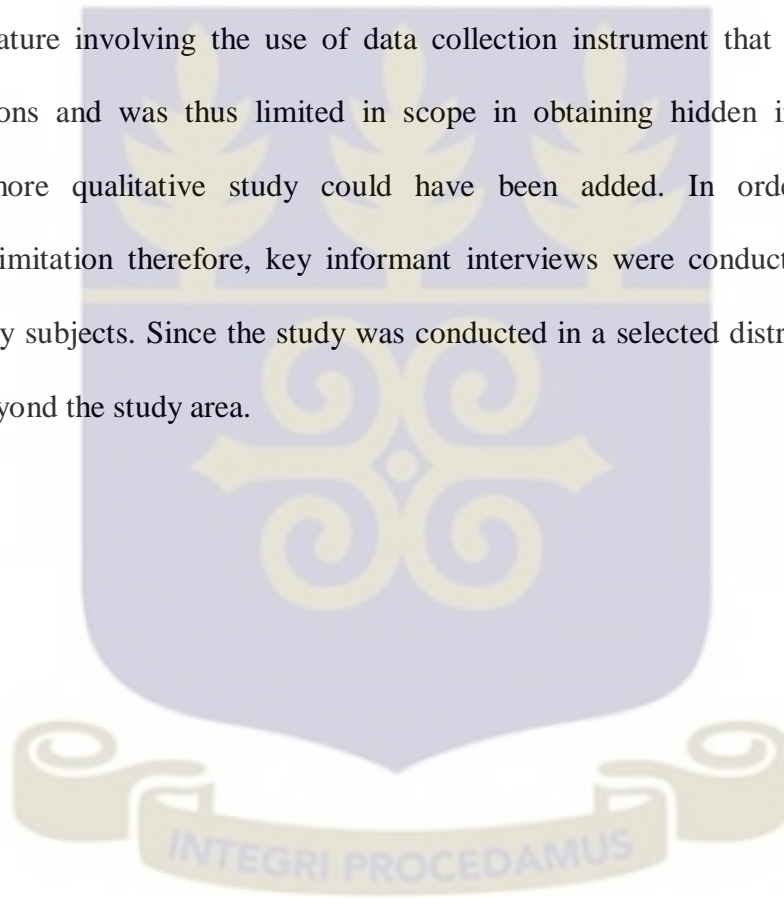 ature involving the use of data collection instrument that
ons and was thus limited in scope in obtaining hidden i
ore qualitative study could have been added. In ord
imitation therefore, key informant interviews were conduct
y subjects. Since the study was conducted in a selected distr
yond the study area.
INTEGRI PROCEDAMUS